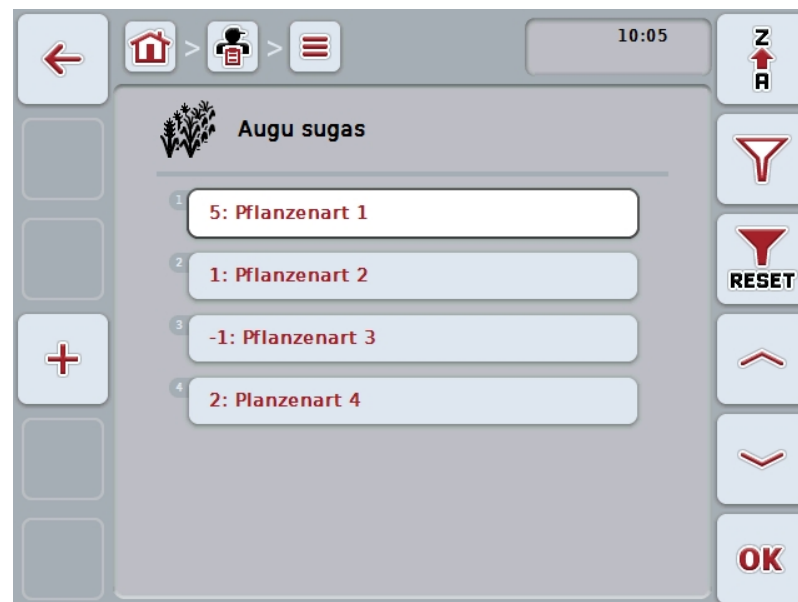 > > 10:05
Z
A
Augu sugas
1 5: Pflanzenart 1
2 1: Pflanzenart 2
RESET
3 -1: Pflanzenart 3
4 2: Planzenart 4
OK